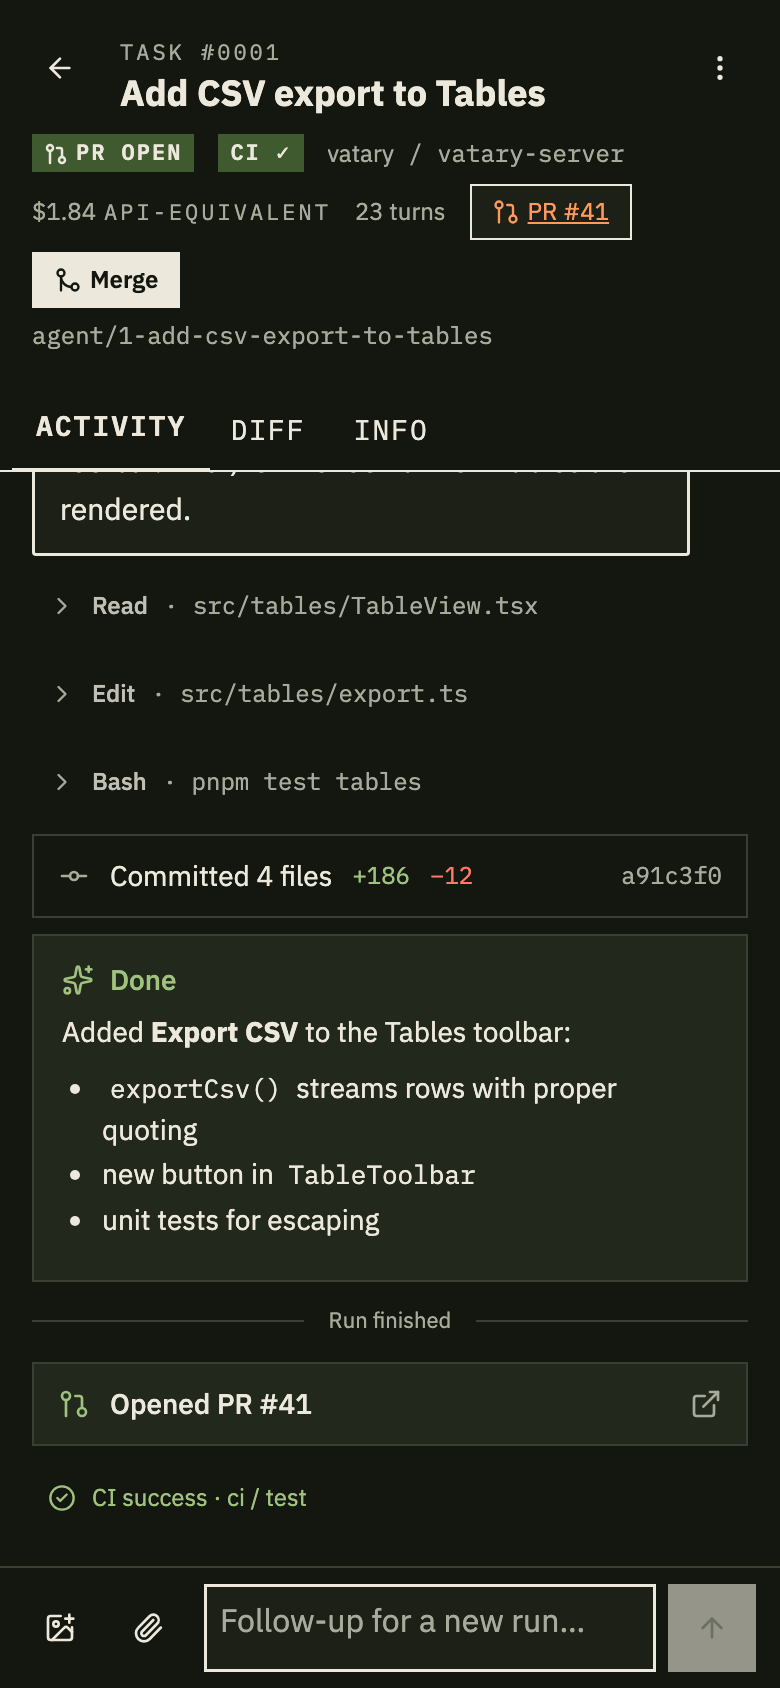 TASK #0001
Add CSV export to Tables
PR OPEN CI ✓ vatary / vatary-server
$1.84 API-EQUIVALENT 23 turns PR #41
Merge
agent/1-add-csv-export-to-tables
ACTIVITY DIFF INFO
rendered.
Read · src/tables/TableView.tsx
Edit · src/tables/export.ts
Bash · pnpm test tables
Committed 4 files +186 −12 a91c3f0
Done
Added Export CSV to the Tables toolbar:
• exportCsv() streams rows with proper
quoting
• new button in TableToolbar
• unit tests for escaping
Run finished
Opened PR #41
CI success · ci / test
Follow-up for a new run...